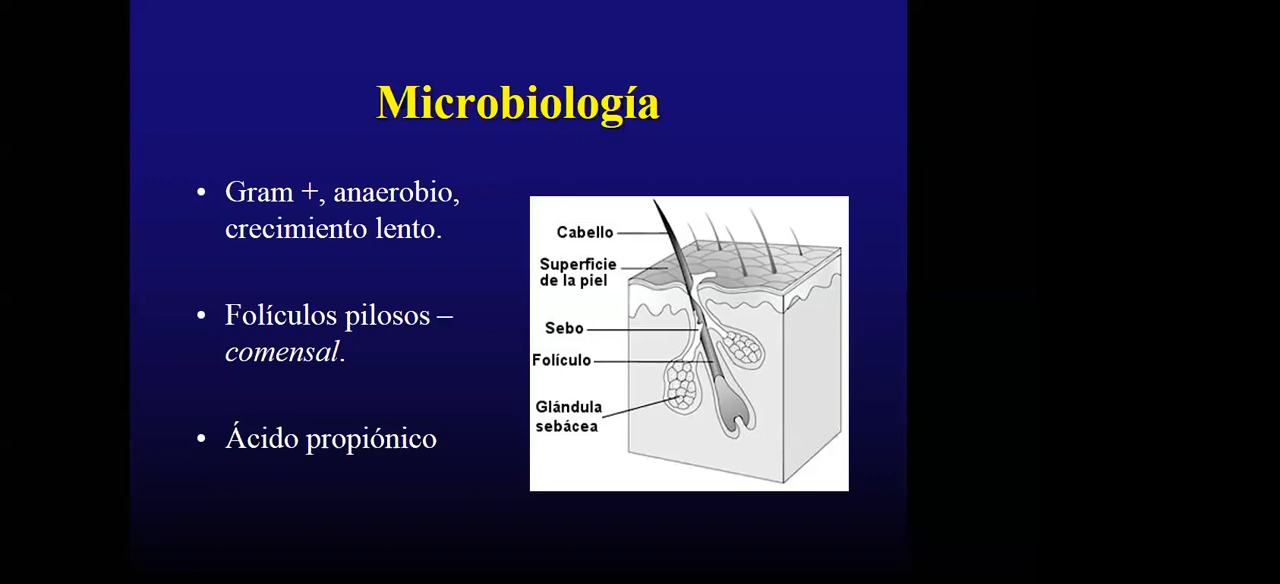 Microbiología
• Gram +, anaerobio,
crecimiento lento.
• Folículos pilosos –
comensal.
• Ácido propiónico
Cabello
Superficie
de la piel
Sebo
Folículo
Glándula
sebácea